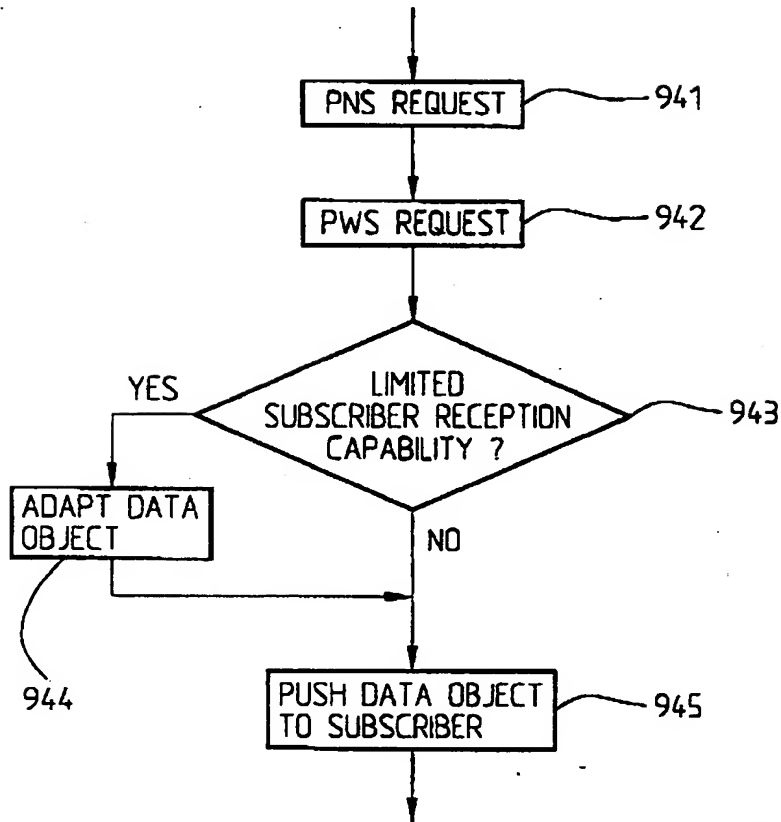 PNS REQUEST
941
PWS REQUEST
942
YES
LIMITED
SUBSCRIBER RECEPTION
CAPABILITY ?
943
ADAPT DATA
OBJECT
NO
944
PUSH DATA OBJECT
TO SUBSCRIBER
945